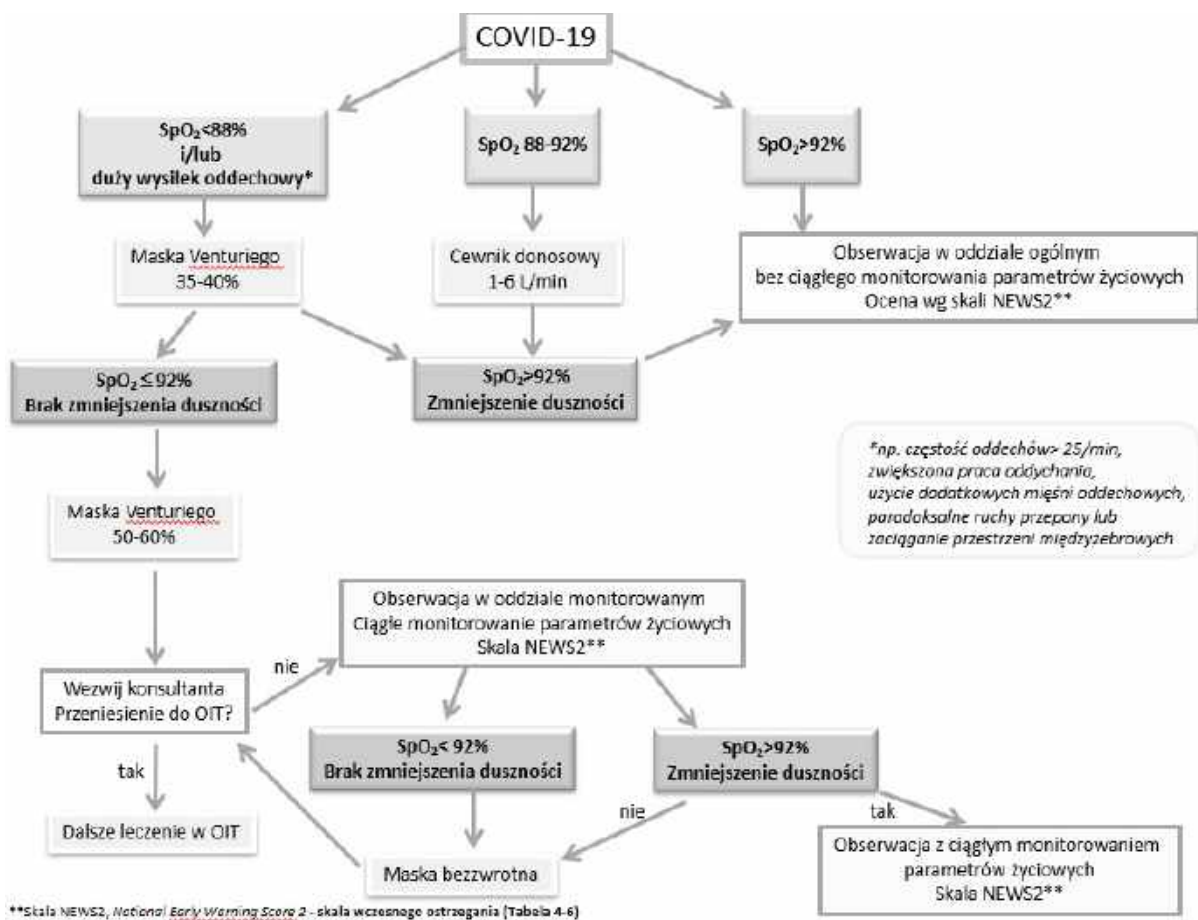 COVID-19
SpO₂<88%
i/lub
duży wysiłek oddechowy*
SpO₂ 88-92%
SpO₂>92%
Maska Venturiego
35-40%
Cewnik donosowy
1-6 L/min
Obserwacja w oddziale ogólnym
bez ciągłego monitorowania parametrów życiowych
Ocena wg skali NEWS2**
SpO₂≤92%
Brak zmniejszenia duszności
SpO₂>92%
Zmniejszenie duszności
*np. częstość oddechów> 25/min,
zwiększona praca oddychania,
użycie dodatkowych mięśni oddechowych,
paradoksalne ruchy przepony lub
zaciąganie przestrzeni międzyżebrowych
Maska Venturiego
50-60%
Obserwacja w oddziale monitorowanym
Ciągłe monitorowanie parametrów życiowych
Skala NEWS2**
nie
Wezwij konsultanta
Przeniesienie do OIT?
SpO₂< 92%
Brak zmniejszenia duszności
SpO₂>92%
Zmniejszenie duszności
tak
nie
tak
Dalsze leczenie w OIT
Maska bezzwrotna
Obserwacja z ciągłym monitorowaniem
parametrów życiowych
Skala NEWS2**
**Skala NEWS2, National Early Warning Score 2 - skala wczesnego ostrzegania (Tabela 4-6)